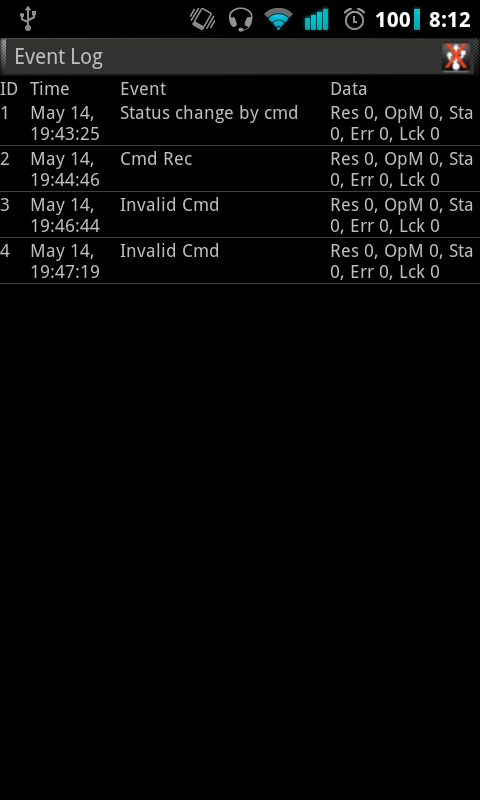 100 8:12
Event Log
ID Time Event Data
1 May 14, Status change by cmd Res 0, OpM 0, Sta
19:43:25 0, Err 0, Lck 0
2 May 14, Cmd Rec Res 0, OpM 0, Sta
19:44:46 0, Err 0, Lck 0
3 May 14, Invalid Cmd Res 0, OpM 0, Sta
19:46:44 0, Err 0, Lck 0
4 May 14, Invalid Cmd Res 0, OpM 0, Sta
19:47:19 0, Err 0, Lck 0